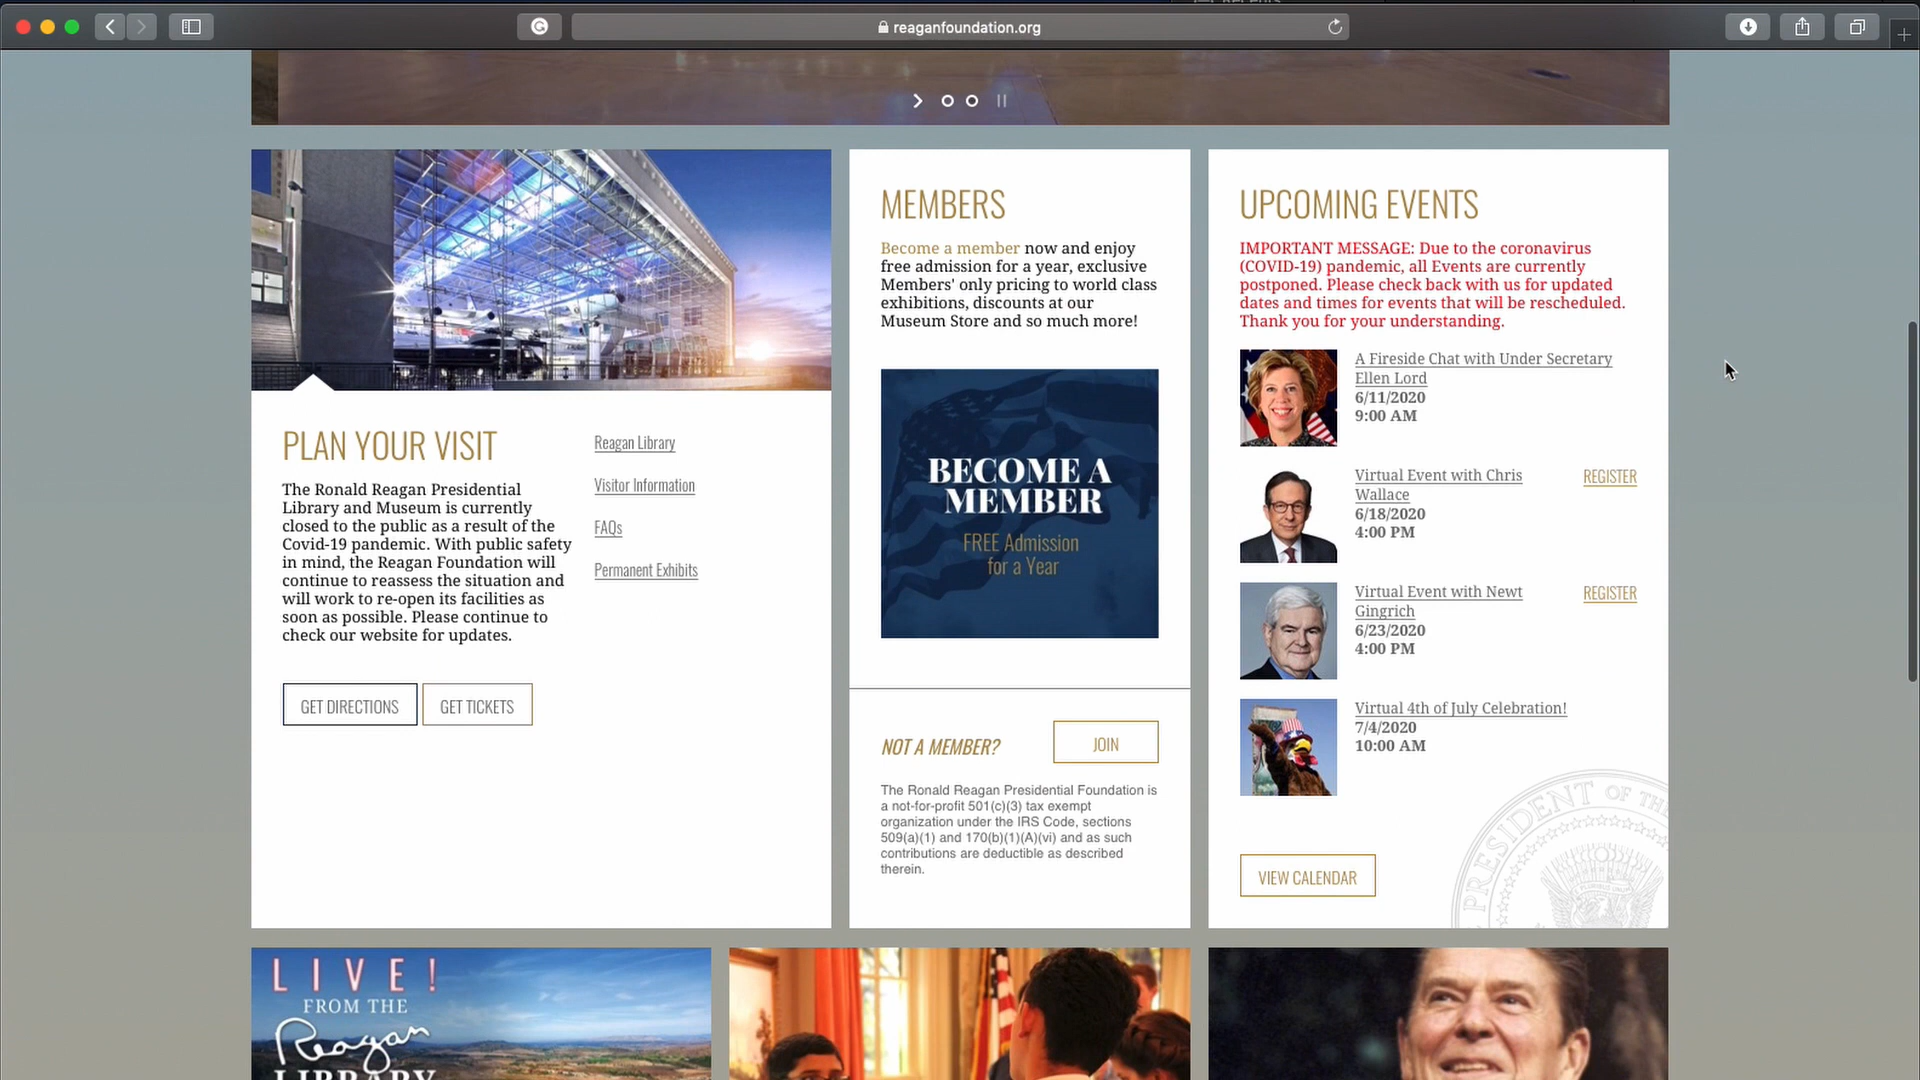 reaganfoundation.org
PLAN YOUR VISIT
The Ronald Reagan Presidential
Library and Museum is currently
closed to the public as a result of the
Covid-19 pandemic. With public safety
in mind, the Reagan Foundation will
continue to reassess the situation and
will work to re-open its facilities as
soon as possible. Please continue to
check our website for updates.
Reagan Library
Visitor Information
FAQs
Permanent Exhibits
GET DIRECTIONS
GET TICKETS
MEMBERS
Become a member now and enjoy
free admission for a year, exclusive
Members' only pricing to world class
exhibitions, discounts at our
Museum Store and so much more!
BECOME A
MEMBER
FREE Admission
for a Year
NOT A MEMBER?
JOIN
The Ronald Reagan Presidential Foundation is
a not-for-profit 501(c)(3) tax exempt
organization under the IRS Code, sections
509(a)(1) and 170(b)(1)(A)(vi) and as such
contributions are deductible as described
therein.
UPCOMING EVENTS
IMPORTANT MESSAGE: Due to the coronavirus
(COVID-19) pandemic, all Events are currently
postponed. Please check back with us for updated
dates and times for events that will be rescheduled.
Thank you for your understanding.
A Fireside Chat with Under Secretary
Ellen Lord
6/11/2020
9:00 AM
Virtual Event with Chris
Wallace
REGISTER
6/18/2020
4:00 PM
Virtual Event with Newt
Gingrich
REGISTER
6/23/2020
4:00 PM
Virtual 4th of July Celebration!
7/4/2020
10:00 AM
VIEW CALENDAR
PRESIDENT OF THE
LIVE!
FROM THE
Reagan
LIBRARY